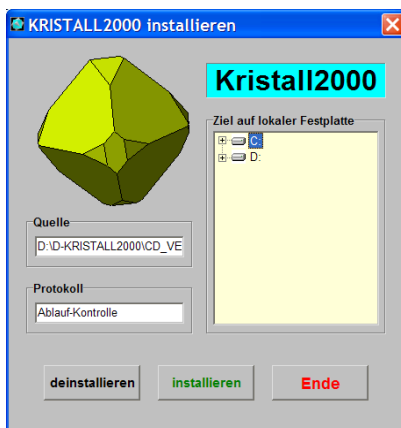 KRISTALL2000 installieren
Kristall2000
Ziel auf lokaler Festplatte
C:
D:
Quelle
D:\D-KRISTALL2000\CD_VE
Protokoll
Ablauf-Kontrolle
deinstallieren
installieren
Ende